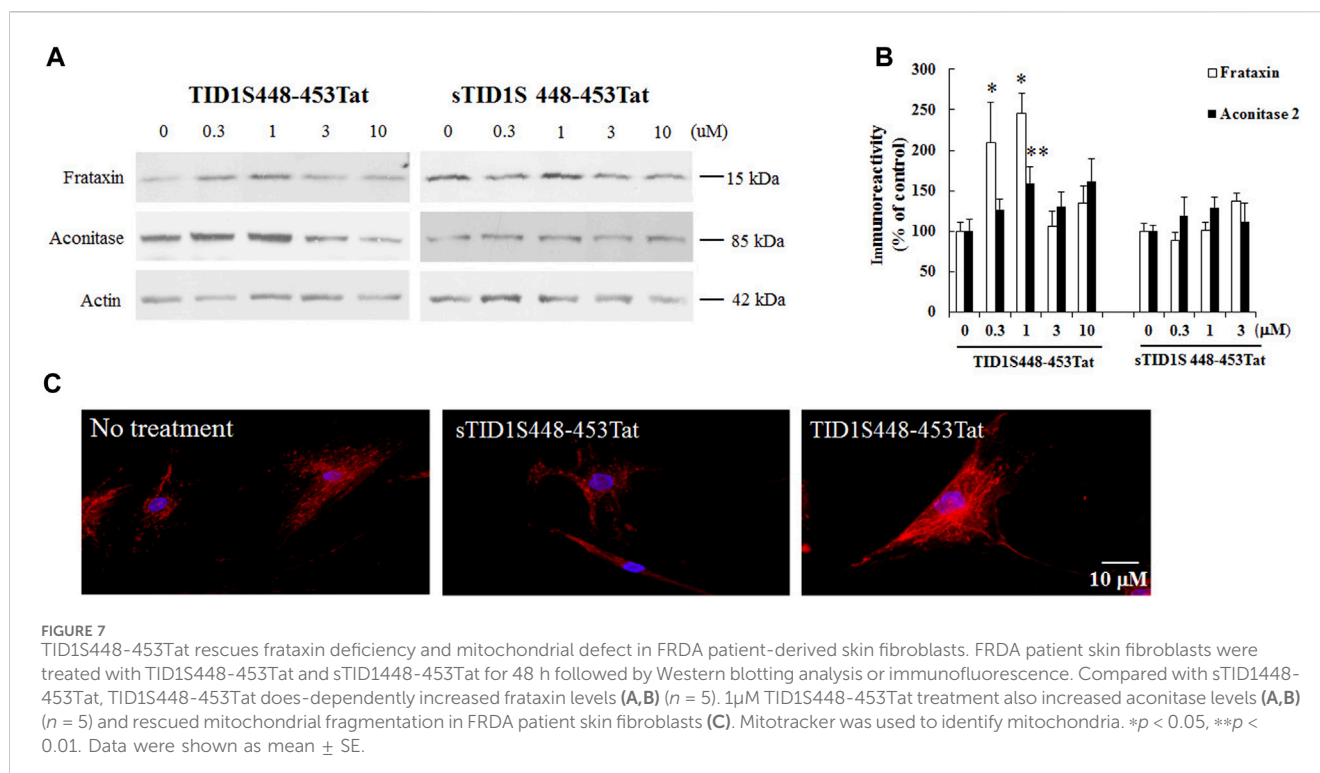 A
TID1S448-453Tat sTID1S 448-453Tat
0 0.3 1 3 10 0 0.3 1 3 10 (uM)
Frataxin 15 kDa
Aconitase 85 kDa
Actin 42 kDa
B
Immunoreactivity
(% of control)
300
250
200
150
100
50
0
* * **
Frataxin
Aconitase 2
0 0.3 1 3 10 0 0.3 1 3 (μM)
TID1S448-453Tat sTID1S 448-453Tat
C
No treatment sTID1S448-453Tat TID1S448-453Tat
10 μM
FIGURE 7
TID1S448-453Tat rescues frataxin deficiency and mitochondrial defect in FRDA patient-derived skin fibroblasts. FRDA patient skin fibroblasts were
treated with TID1S448-453Tat and sTID1448-453Tat for 48 h followed by Western blotting analysis or immunofluorescence. Compared with sTID1448-
453Tat, TID1S448-453Tat does-dependently increased frataxin levels (A,B) (n = 5). 1μM TID1S448-453Tat treatment also increased aconitase levels (A,B)
(n = 5) and rescued mitochondrial fragmentation in FRDA patient skin fibroblasts (C). Mitotracker was used to identify mitochondria. *p < 0.05, **p <
0.01. Data were shown as mean ± SE.